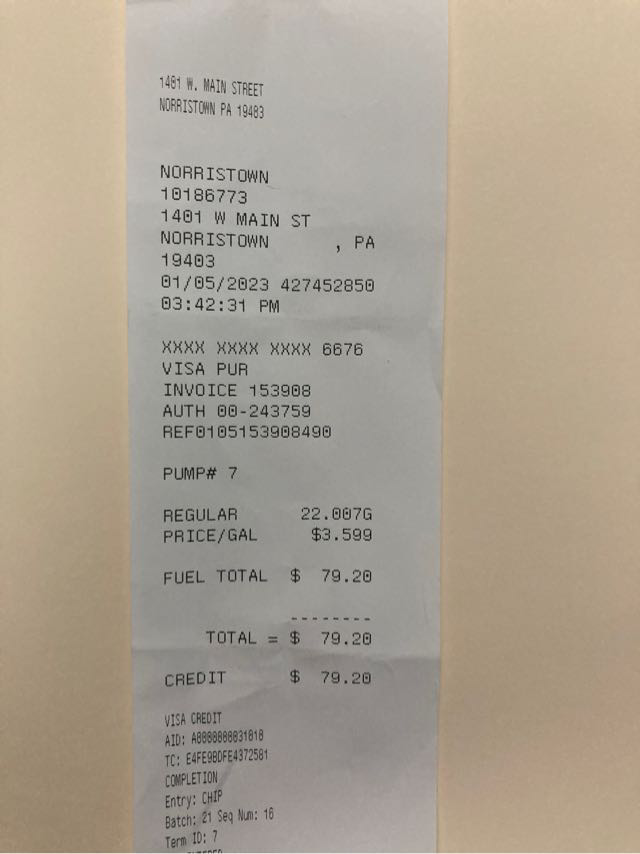 1401 W. MAIN STREET
NORRISTOWN PA 19403
NORRISTOWN
10186773
1401 W MAIN ST
NORRISTOWN , PA
19403
01/05/2023 427452850
03:42:31 PM
XXXX XXXX XXXX 6676
VISA PUR
INVOICE 153908
AUTH 00-243759
REF0105153908490
PUMP# 7
REGULAR 22.007G
PRICE/GAL $3.599
FUEL TOTAL $ 79.20
--------
TOTAL = $ 79.20
CREDIT $ 79.20
VISA CREDIT
AID: A0000000031010
TC: E4FE9BDFE4372581
COMPLETION
Entry: CHIP
Batch: 21 Seq Num: 16
Term ID: 7